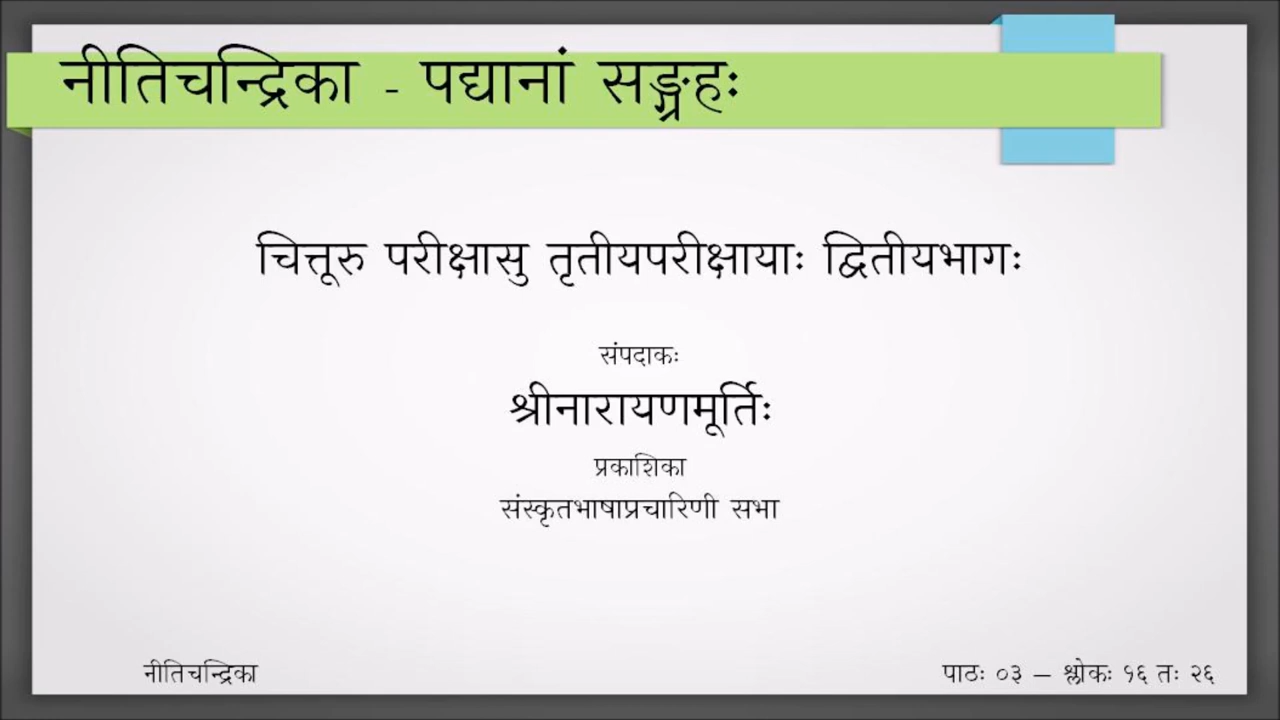 नीतिचन्द्रिका - पद्यानां सङ्ग्रहः
चित्तूरु परीक्षासु तृतीयपरीक्षायाः द्वितीयभागः
संपदाकः
श्रीनारायणमूर्तिः
प्रकाशिका
संस्कृतभाषाप्रचारिणी सभा
नीतिचन्द्रिका
पाठः ०३ – श्लोकः १६ तः २६